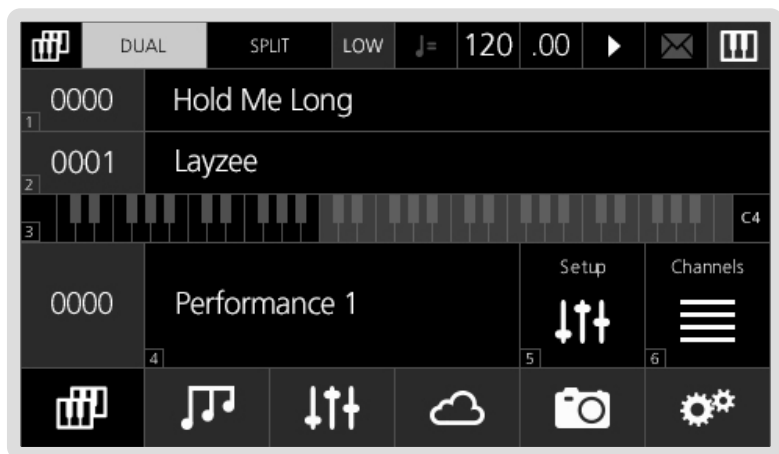 DUAL SPLIT LOW ♩= 120 .00
0000 Hold Me Long
1
0001 Layzee
2
3 C4
Setup Channels
0000 Performance 1
4 5 6